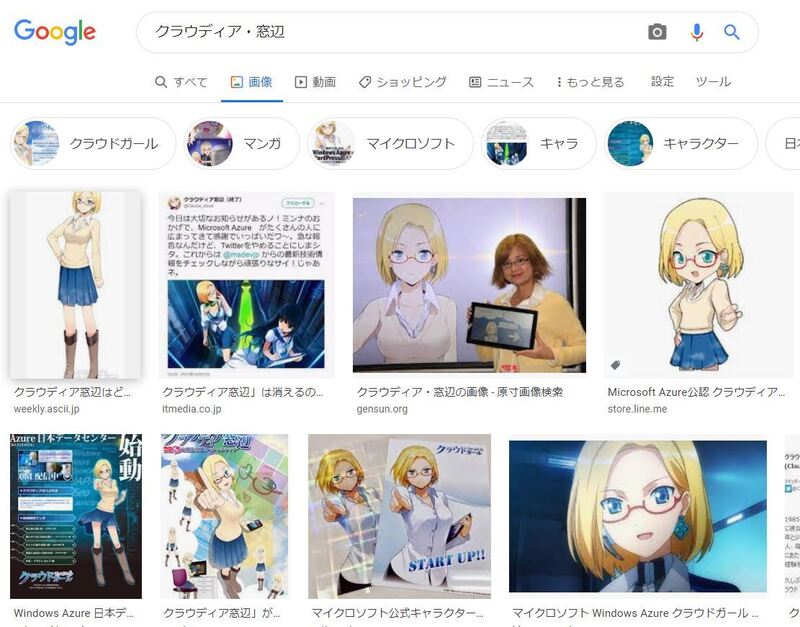 Google
クラウディア・窓辺
すべて 画像 動画 ショッピング ニュース もっと見る 設定 ツール
クラウドガール マンガ マイクロソフト キャラ キャラクター
クラウディア窓辺（終了）
今日は大切なお知らせがあるノ！ミンナのお
かげで、Microsoft Azure がたくさんの人に
広まってきて感謝でいっぱいだワ～。急な報
告なんだけど、Twitterをやめることにしま
シタ。これからは @msdevjp からの最新技術情
報をチェックしながら頑張りなサイ！じゃあ
ネ。
クラウディア窓辺はど...
weekly.ascii.jp
クラウディア窓辺」は消えるの...
itmedia.co.jp
クラウディア・窓辺の画像 - 原寸画像検索
gensun.org
Microsoft Azure公認 クラウディア...
store.line.me
Azure 日本データセンター
始動
クラウドガール
クラウディア窓辺
クラウドガール
START UP!!
Windows Azure 日本デ...
クラウディア窓辺」が...
マイクロソフト公式キャラクター...
マイクロソフト Windows Azure クラウドガール ...